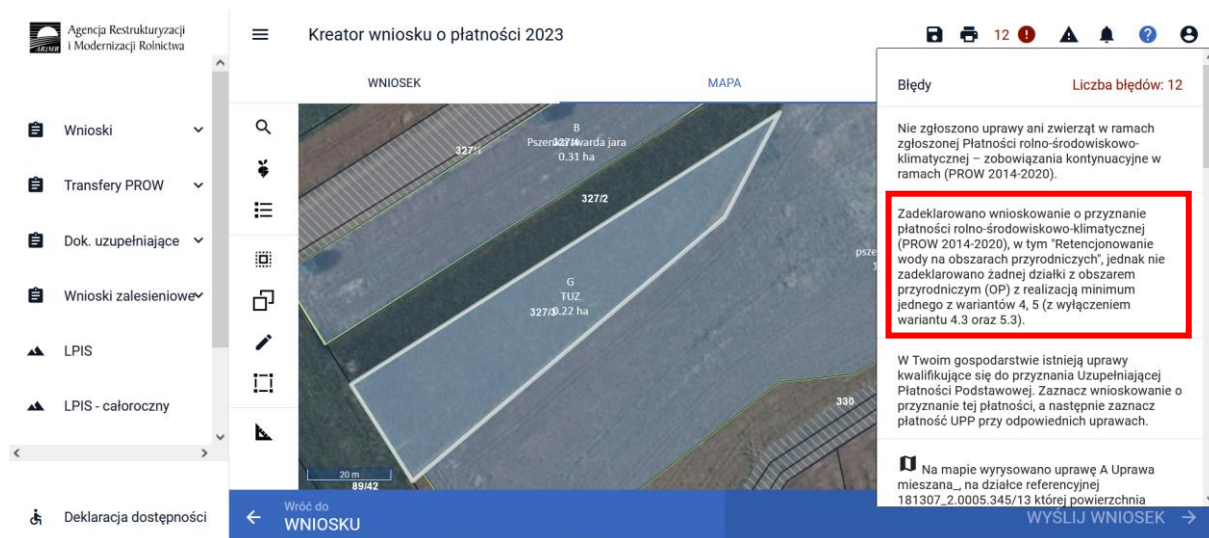 Agencja Restrukturyzacji
i Modernizacji Rolnictwa
ARiMR
Kreator wniosku o płatności 2023
12
WNIOSEK
MAPA
Wnioski
Transfery PROW
Dok. uzupełniające
Wnioski zalesieniowe
LPIS
LPIS - całoroczny
Deklaracja dostępności
B
327/4
Pszenica twarda jara
0.31 ha
327/1
327/2
G
TUZ
327/3
0.22 ha
330
20 m
89/42
Błędy
Liczba błędów: 12
Nie zgłoszono uprawy ani zwierząt w ramach
zgłoszonej Płatności rolno-środowiskowo-
klimatycznej – zobowiązania kontynuacyjne w
ramach (PROW 2014-2020).
Zadeklarowano wnioskowanie o przyznanie
płatności rolno-środowiskowo-klimatycznej
(PROW 2014-2020), w tym "Retencjonowanie
wody na obszarach przyrodniczych", jednak nie
zadeklarowano żadnej działki z obszarem
przyrodniczym (OP) z realizacją minimum
jednego z wariantów 4, 5 (z wyłączeniem
wariantu 4.3 oraz 5.3).
W Twoim gospodarstwie istnieją uprawy
kwalifikujące się do przyznania Uzupełniającej
Płatności Podstawowej. Zaznacz wnioskowanie o
przyznanie tej płatności, a następnie zaznacz
płatność UPP przy odpowiednich uprawach.
Na mapie wyrysowano uprawę A Uprawa
mieszana_, na działce referencyjnej
181307_2.0005.345/13 której powierzchnia
Wróć do
WNIOSKU
WYŚLIJ WNIOSEK